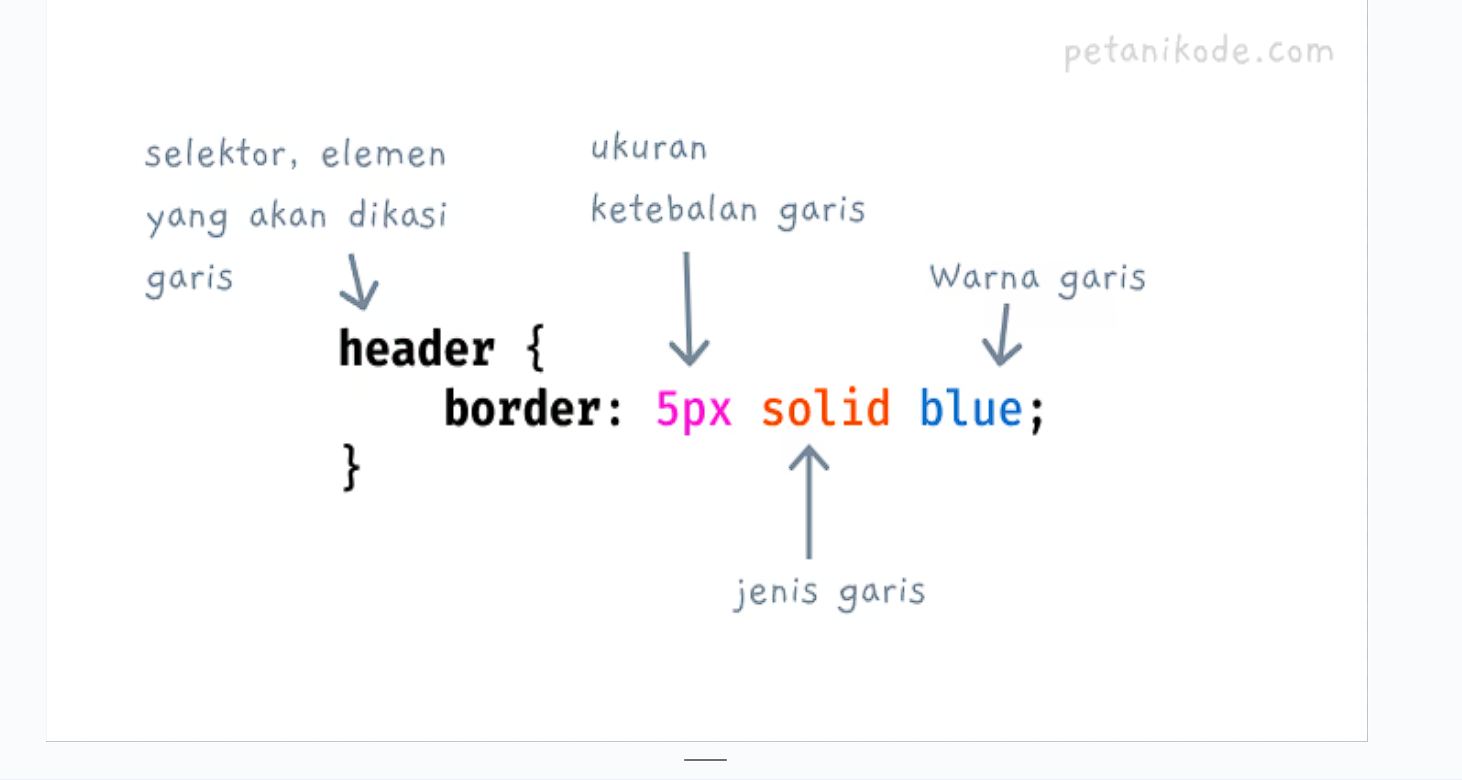 petanikode.com
selektor, elemen
yang akan dikasi
garis
ukuran
ketebalan garis
Warna garis
header {
border: 5px solid blue;
}
jenis garis